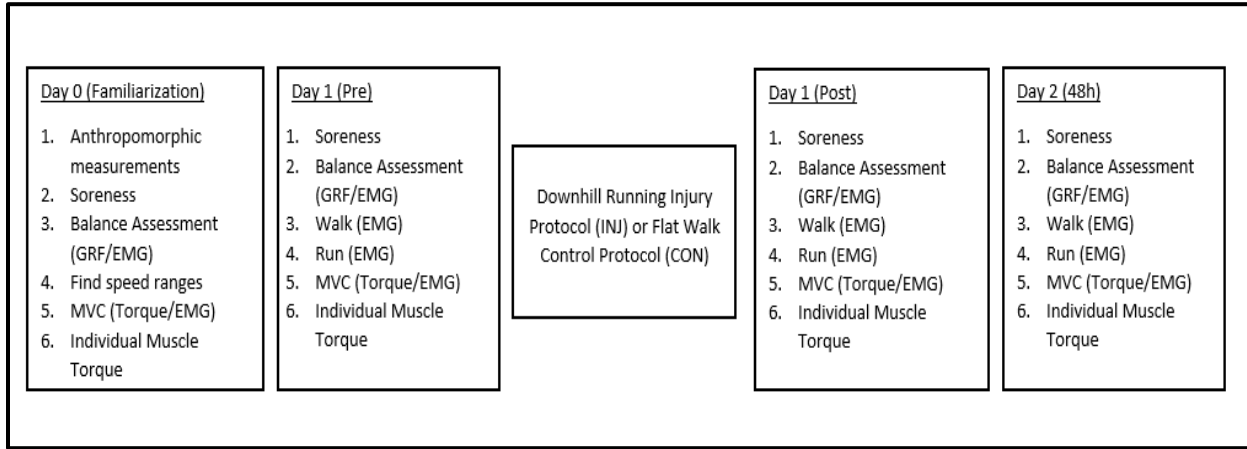 Day 0 (Familiarization)
1. Anthropomorphic
measurements
2. Soreness
3. Balance Assessment
(GRF/EMG)
4. Find speed ranges
5. MVC (Torque/EMG)
6. Individual Muscle
Torque
Day 1 (Pre)
1. Soreness
2. Balance Assessment
(GRF/EMG)
3. Walk (EMG)
4. Run (EMG)
5. MVC (Torque/EMG)
6. Individual Muscle
Torque
Downhill Running Injury
Protocol (INJ) or Flat Walk
Control Protocol (CON)
Day 1 (Post)
1. Soreness
2. Balance Assessment
(GRF/EMG)
3. Walk (EMG)
4. Run (EMG)
5. MVC (Torque/EMG)
6. Individual Muscle
Torque
Day 2 (48h)
1. Soreness
2. Balance Assessment
(GRF/EMG)
3. Walk (EMG)
4. Run (EMG)
5. MVC (Torque/EMG)
6. Individual Muscle
Torque